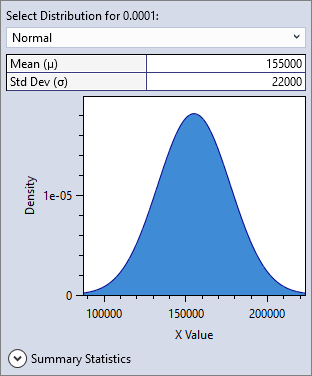 Select Distribution for 0.0001:
Normal
Mean (μ) 155000
Std Dev (σ) 22000
Density
1e-05
0
100000 150000 200000
X Value
Summary Statistics